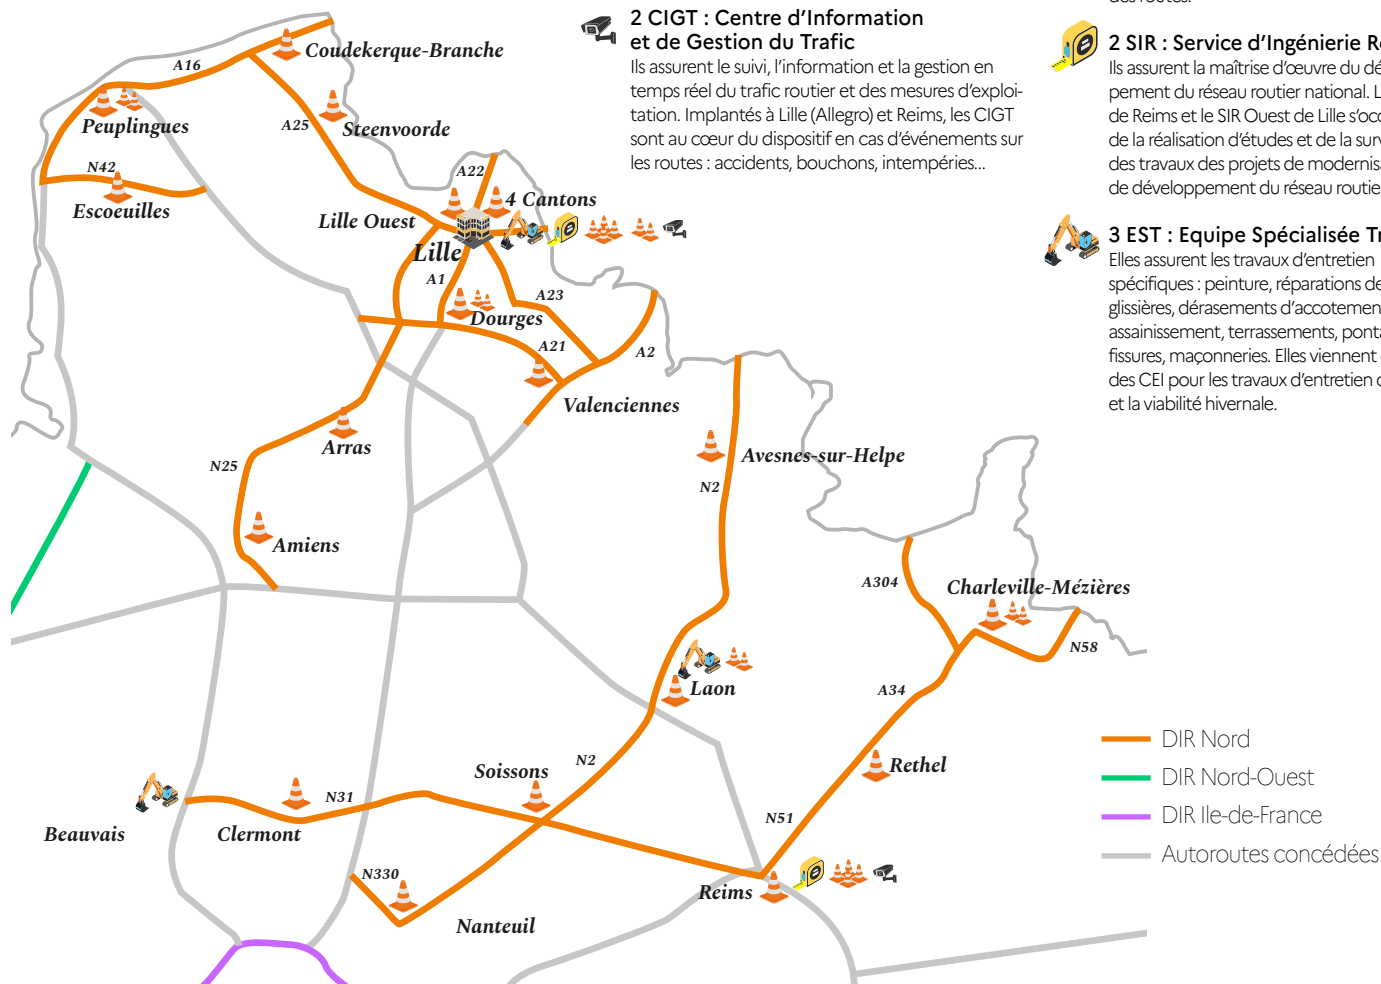 des routes.
2 CIGT : Centre d'Information
et de Gestion du Trafic
Ils assurent le suivi, l'information et la gestion en
temps réel du trafic routier et des mesures d'exploi-
tation. Implantés à Lille (Allegro) et Reims, les CIGT
sont au cœur du dispositif en cas d'événements sur
les routes : accidents, bouchons, intempéries...
2 SIR : Service d'Ingénierie R
Ils assurent la maîtrise d'œuvre du dé
pement du réseau routier national. L
de Reims et le SIR Ouest de Lille s'occ
de la réalisation d'études et de la surv
des travaux des projets de modernisa
de développement du réseau routie
3 EST : Equipe Spécialisée Tr
Elles assurent les travaux d'entretien
spécifiques : peinture, réparations de
glissières, dérasements d'accotemen
assainissement, terrassements, ponta
fissures, maçonneries. Elles viennent
des CEI pour les travaux d'entretien c
et la viabilité hivernale.
Coudekerque-Branche
A16
Peuplingues
A25
Steenvoorde
N42
Escoeuilles
A22
4 Cantons
Lille Ouest
Lille
A1
A23
Dourges
A21
A2
Valenciennes
Arras
N25
Avesnes-sur-Helpe
N2
Amiens
A304
Charleville-Mézières
N58
Laon
A34
Rethel
N2
Soissons
N31
Beauvais
Clermont
N51
N330
Reims
Nanteuil
DIR Nord
DIR Nord-Ouest
DIR Ile-de-France
Autoroutes concédées